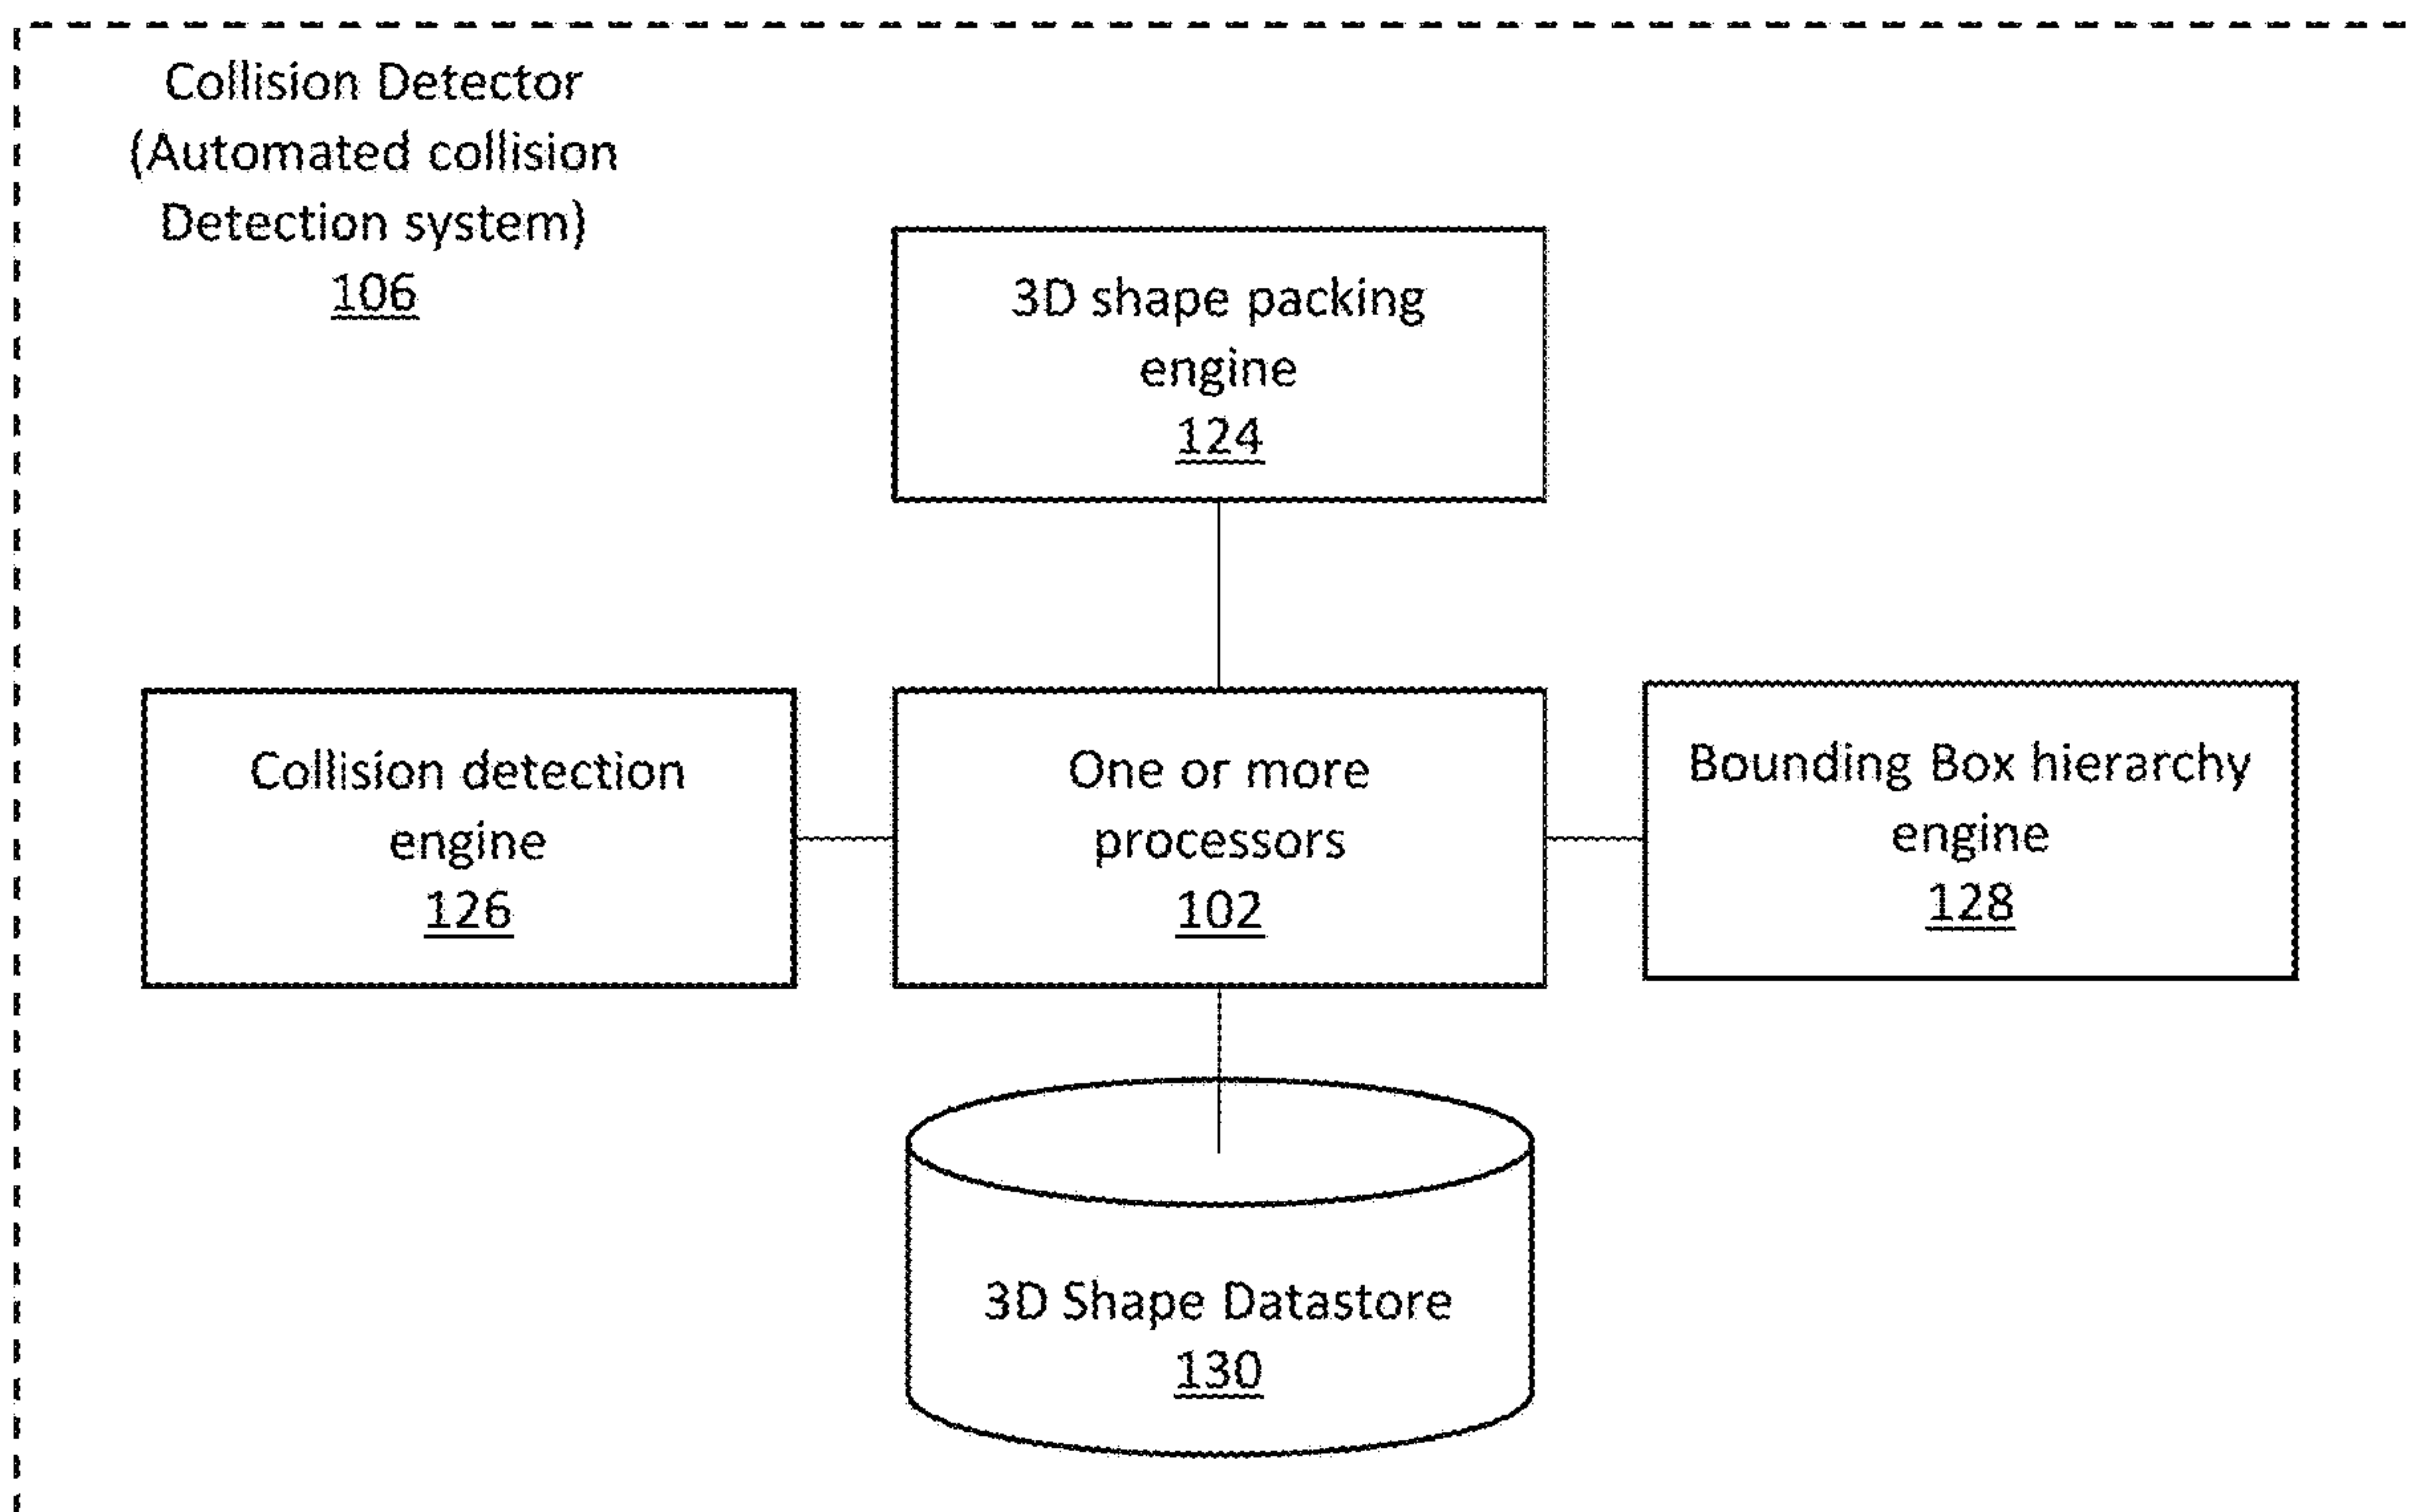 Collision Detector
(Automated collision
Detection system)
106
3D shape packing
engine
124
Collision detection
engine
126
One or more
processors
102
Bounding Box hierarchy
engine
128
3D Shape Datastore
130